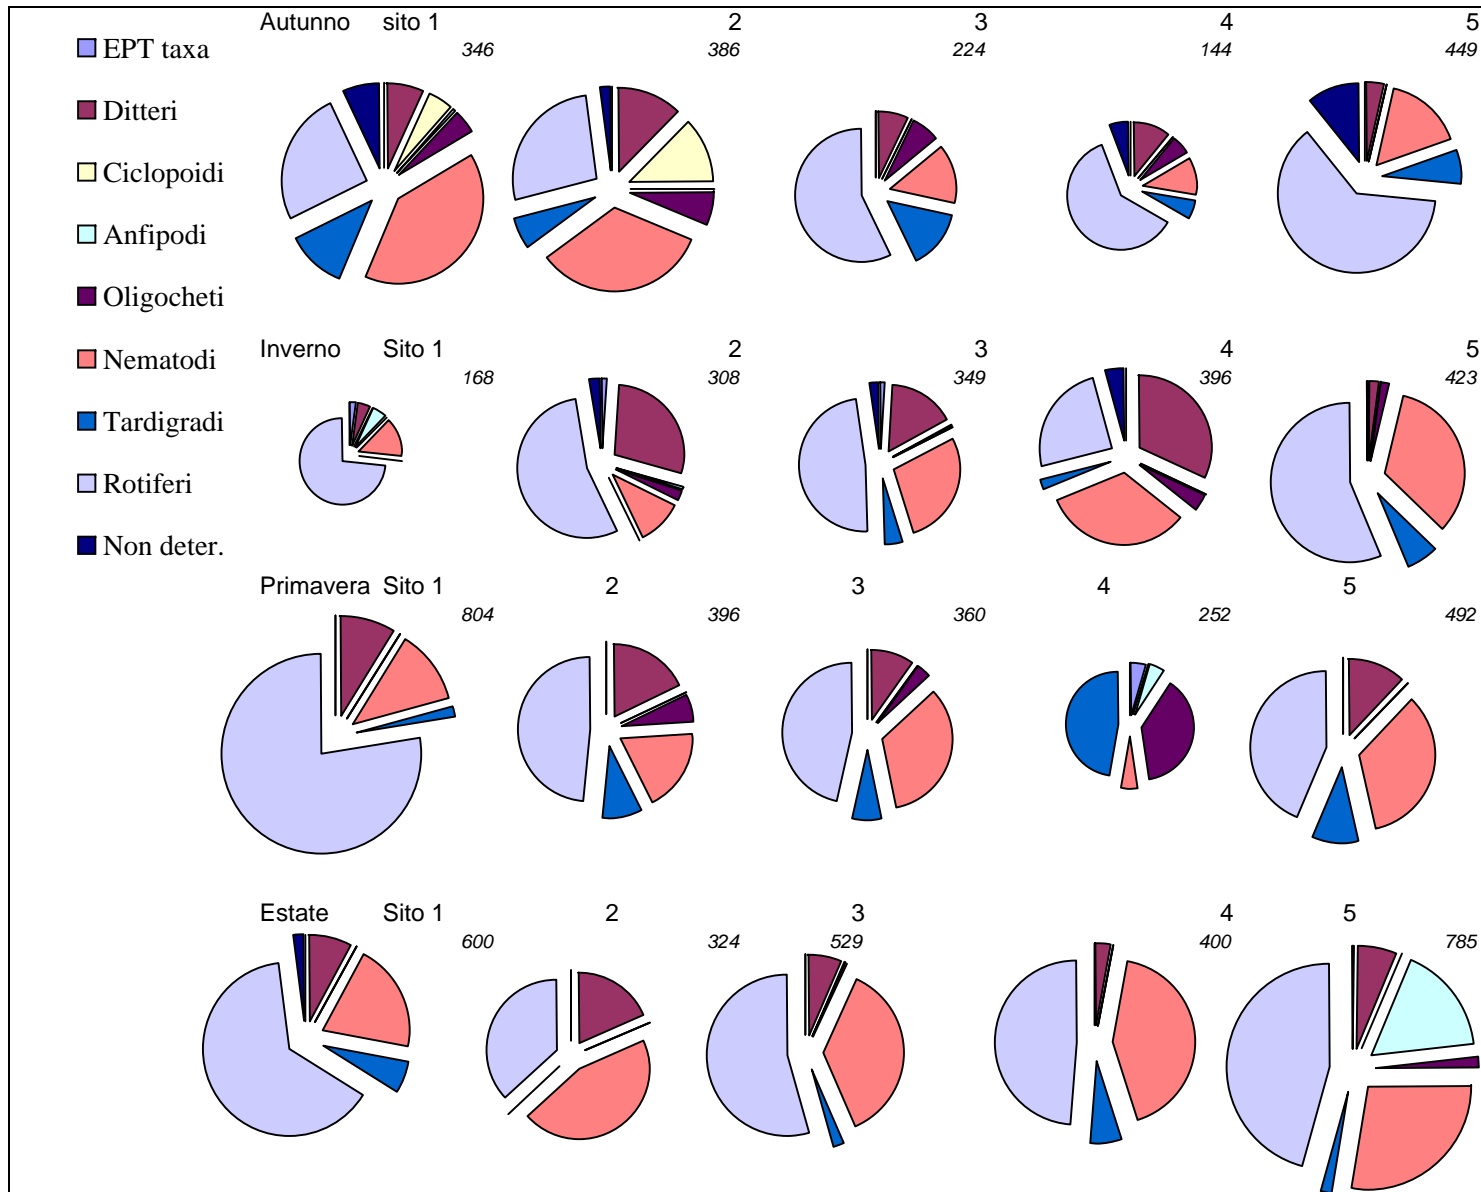 Autunno sito 1 2 3 4 5
346 386 224 144 449
EPT taxa
Ditteri
Ciclopoidi
Anfipodi
Oligocheti
Nematodi
Tardigradi
Rotiferi
Non deter.
Inverno Sito 1 2 3 4 5
168 308 349 396 423
Primavera Sito 1 2 3 4 5
804 396 360 252 492
Estate Sito 1 2 3 4 5
600 324 529 400 785